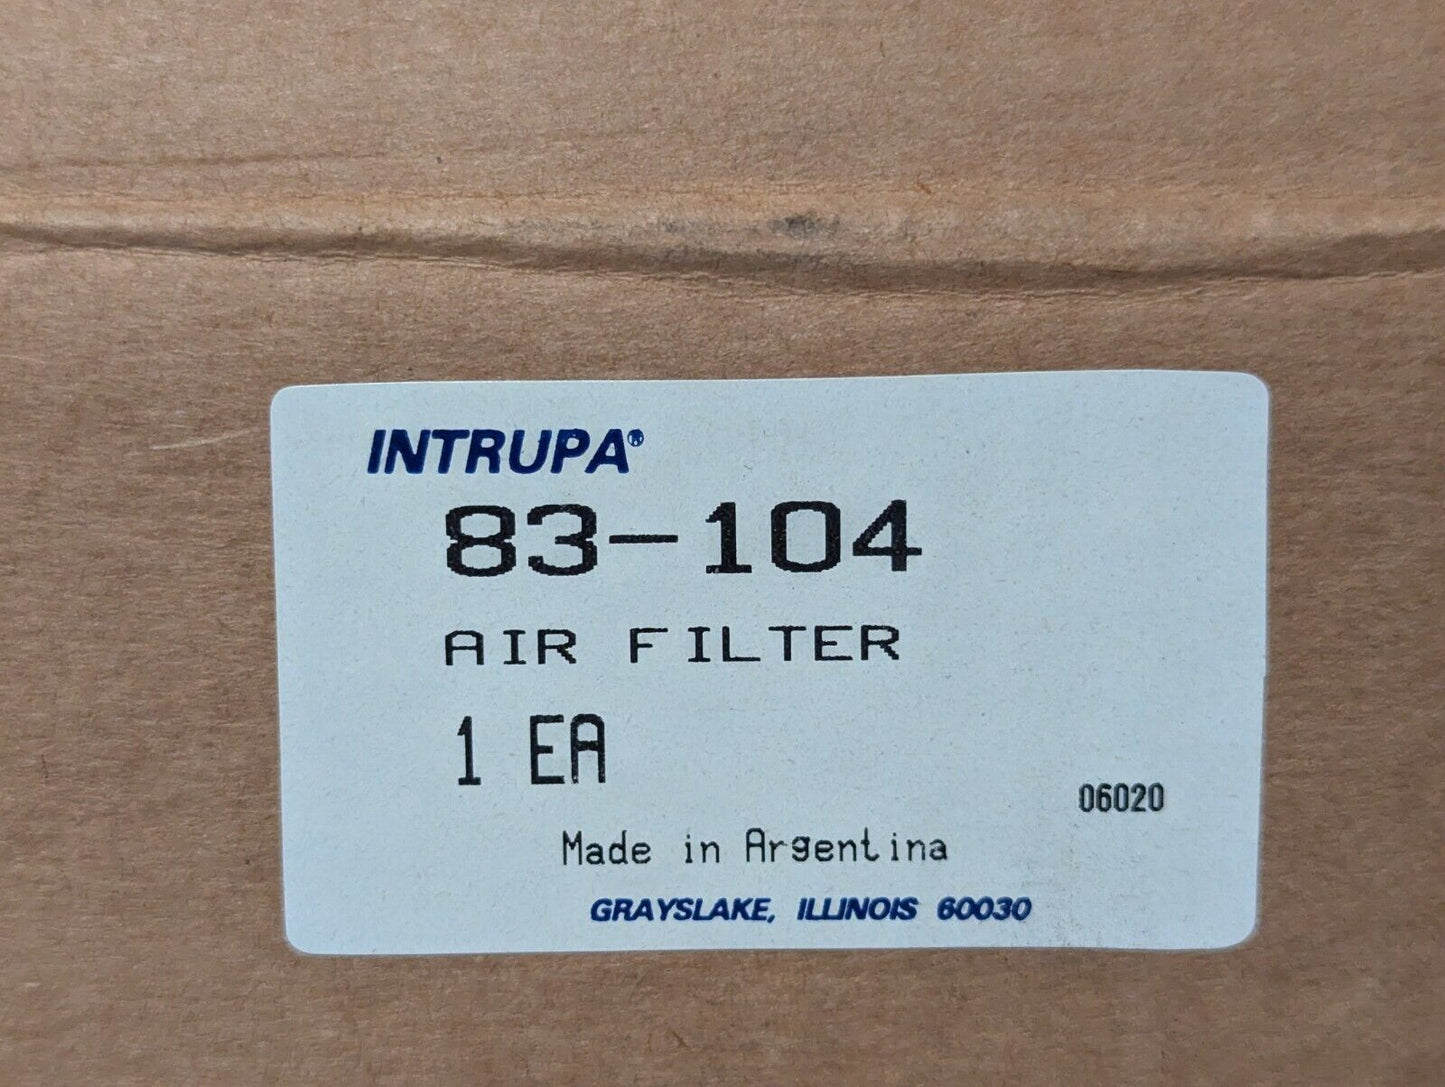 INTRUPA®
83-104
AIR FILTER
1 EA
06020
Made in Argentina
GRAYSLAKE, ILLINOIS 60030